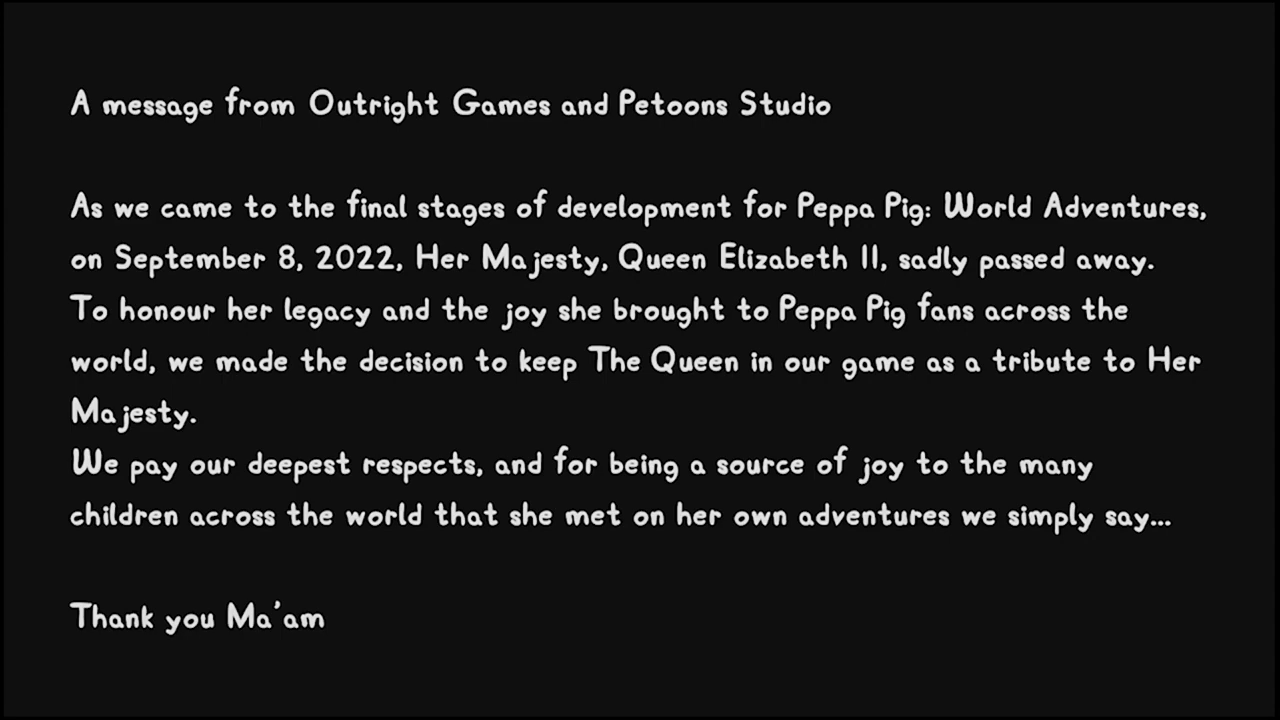 A message from Outright Games and Petoons Studio
As we came to the final stages of development for Peppa Pig: World Adventures,
on September 8, 2022, Her Majesty, Queen Elizabeth II, sadly passed away.
To honour her legacy and the joy she brought to Peppa Pig fans across the
world, we made the decision to keep The Queen in our game as a tribute to Her
Majesty.
We pay our deepest respects, and for being a source of joy to the many
children across the world that she met on her own adventures we simply say...
Thank you Ma'am